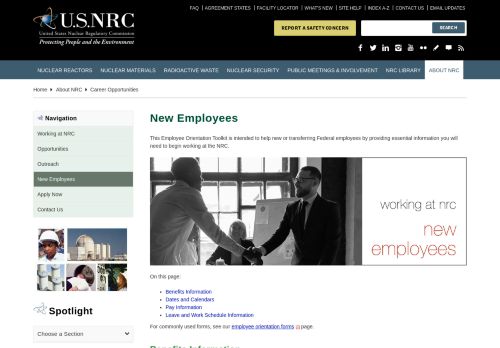 FAQ | AGREEMENT STATES | FACILITY LOCATOR | WHAT'S NEW | SITE HELP | INDEX A-Z | CONTACT US | EMAIL UPDATES
U.S.NRC
United States Nuclear Regulatory Commission
Protecting People and the Environment
REPORT A SAFETY CONCERN
SEARCH
NUCLEAR REACTORS NUCLEAR MATERIALS RADIOACTIVE WASTE NUCLEAR SECURITY PUBLIC MEETINGS & INVOLVEMENT NRC LIBRARY ABOUT NRC
Home About NRC Career Opportunities
Navigation
Working at NRC
Opportunities
Outreach
New Employees
Apply Now
Contact Us
Spotlight
Choose a Section
New Employees
This Employee Orientation Toolkit is intended to help new or transferring Federal employees by providing essential information you will
need to begin working at the NRC.
working at nrc
new
employees
On this page:
Benefits Information
Dates and Calendars
Pay Information
Leave and Work Schedule Information
For commonly used forms, see our employee orientation forms page.
Benefits Information